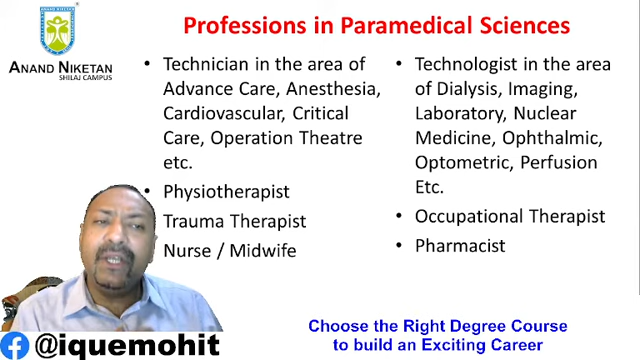 Professions in Paramedical Sciences
ANAND NIKETAN
SHILAJ CAMPUS
• Technician in the area of
Advance Care, Anesthesia,
Cardiovascular, Critical
Care, Operation Theatre
etc.
• Physiotherapist
Trauma Therapist
Nurse / Midwife
• Technologist in the area
of Dialysis, Imaging,
Laboratory, Nuclear
Medicine, Ophthalmic,
Optometric, Perfusion
Etc.
• Occupational Therapist
• Pharmacist
@iquemohit
Choose the Right Degree Course
to build an Exciting Career